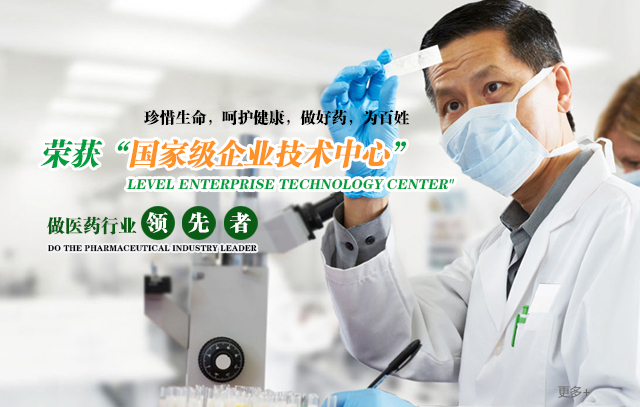 珍惜生命，呵护健康，做好药，为百姓
荣获“国家级企业技术中心”
LEVEL ENTERPRISE TECHNOLOGY CENTER"
做医药行业领先者
DO THE PHARMACEUTICAL INDUSTRY LEADER
更多+